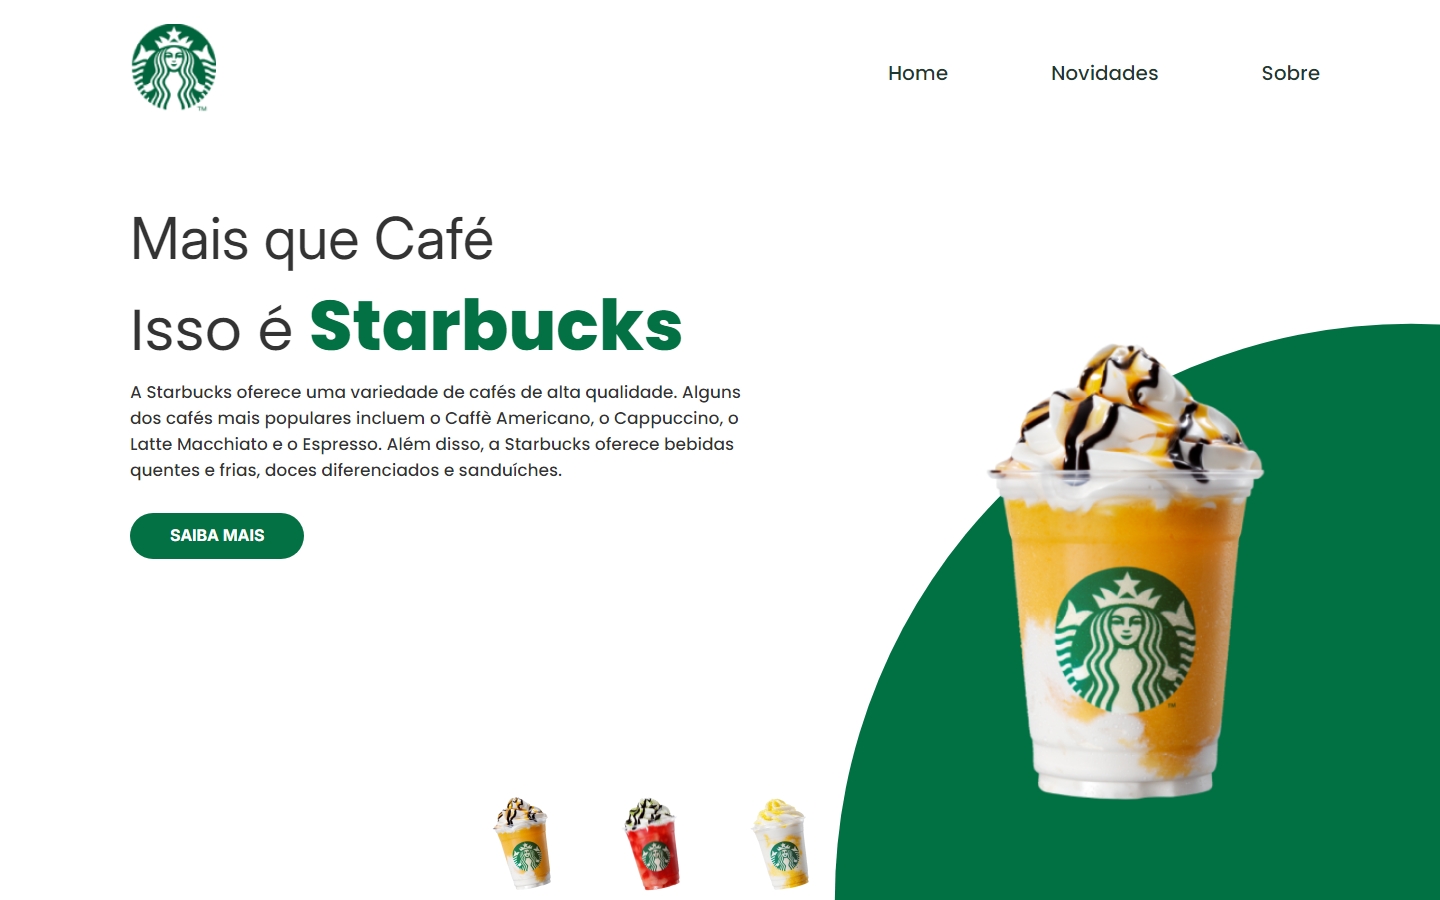 Home
Novidades
Sobre
Mais que Café
Isso é Starbucks
A Starbucks oferece uma variedade de cafés de alta qualidade. Alguns
dos cafés mais populares incluem o Caffè Americano, o Cappuccino, o
Latte Macchiato e o Espresso. Além disso, a Starbucks oferece bebidas
quentes e frias, doces diferenciados e sanduíches.
SAIBA MAIS
TM